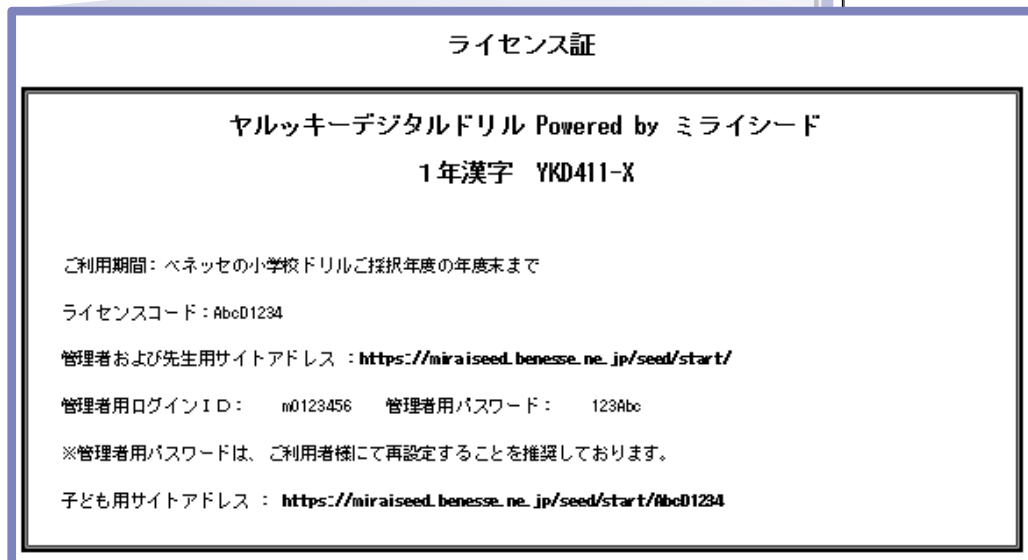 ライセンス証
ヤルッキーデジタルドリル Powered by ミライシード
1年漢字　YKD411-X
ご利用期間：ベネッセの小学校ドリルご採択年度の年度末まで
ライセンスコード：AbcD1234
管理者および先生用サイトアドレス ：https://miraiseed.benesse.ne.jp/seed/start/
管理者用ログインＩＤ：　m0123456　管理者用パスワード：　123Abc
※管理者用パスワードは、ご利用者様にて再設定することを推奨しております。
子ども用サイトアドレス ： https://miraiseed.benesse.ne.jp/seed/start/AbcD1234